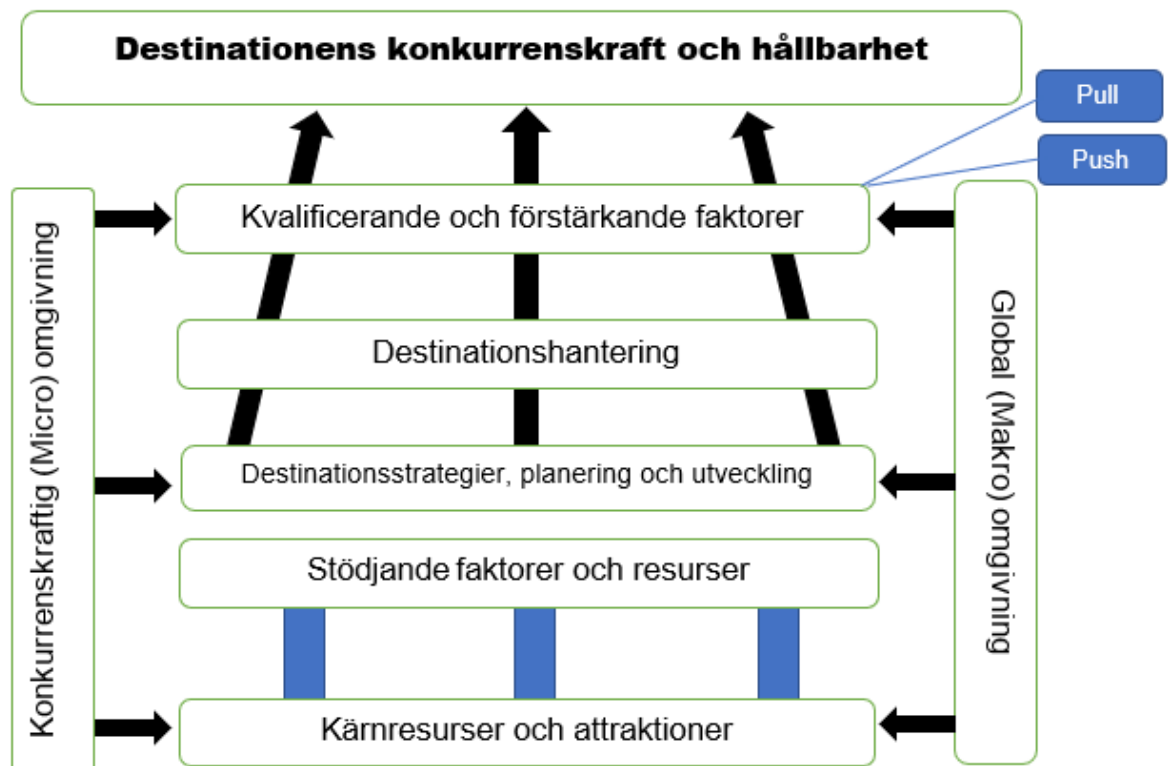 Destinationens konkurrenskraft och hållbarhet
Pull
Push
Kvalificerande och förstärkande faktorer
Destinationshantering
Destinationsstrategier, planering och utveckling
Stödjande faktorer och resurser
Kärnresurser och attraktioner
Konkurrenskraftig (Micro) omgivning
Global (Makro) omgivning